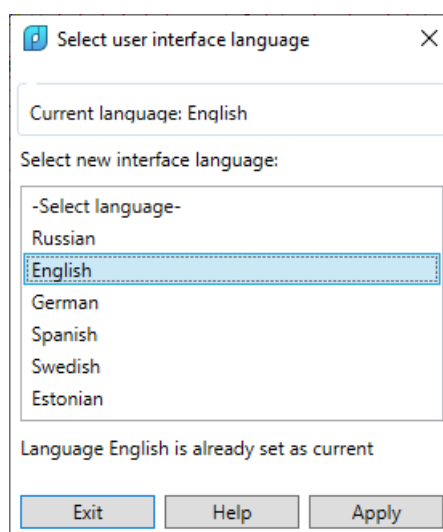 Select user interface language
Current language: English
Select new interface language:
-Select language-
Russian
English
German
Spanish
Swedish
Estonian
Language English is already set as current
Exit Help Apply